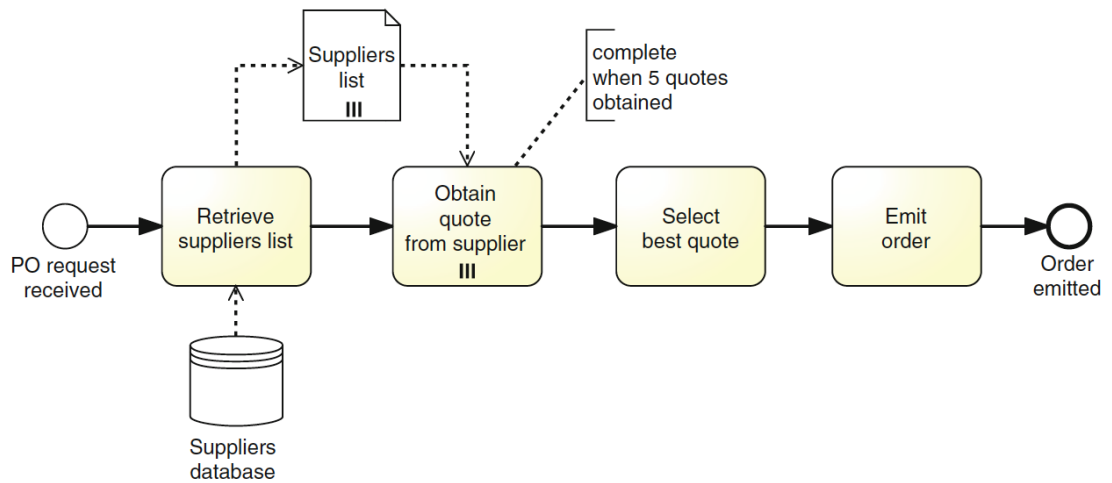 Suppliers
list
complete
when 5 quotes
obtained
PO request
received
Retrieve
suppliers list
Obtain
quote
from supplier
Select
best quote
Emit
order
Order
emitted
Suppliers
database